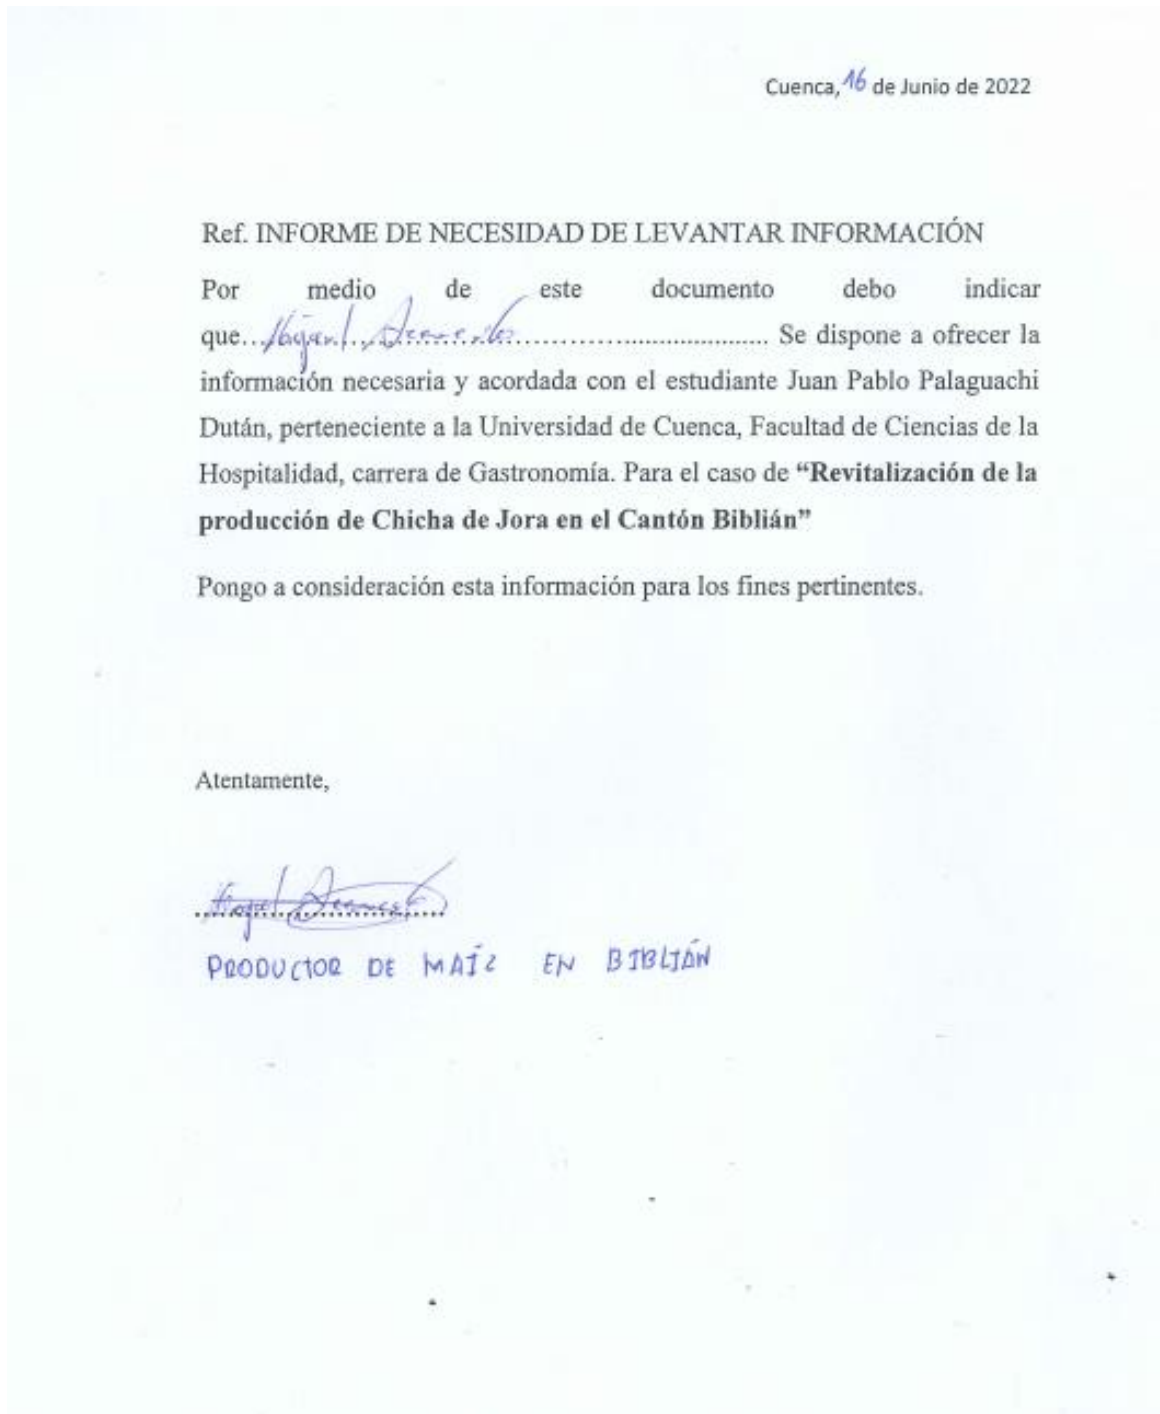 Cuenca, 16 de Junio de 2022
Ref. INFORME DE NECESIDAD DE LEVANTAR INFORMACIÓN
Por medio de este documento debo indicar
que........................................ Se dispone a ofrecer la
información necesaria y acordada con el estudiante Juan Pablo Palaguachi
Dután, perteneciente a la Universidad de Cuenca, Facultad de Ciencias de la
Hospitalidad, carrera de Gastronomía. Para el caso de “Revitalización de la
producción de Chicha de Jora en el Cantón Biblián”
Pongo a consideración esta información para los fines pertinentes.
Atentamente,
PRODUCTOR DE MAÍZ EN BIBLIÁN